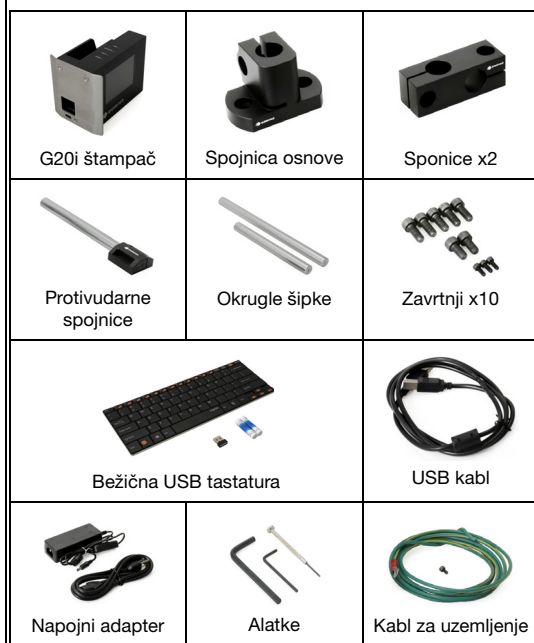 G20i štampač
Spojnica osnove
Sponice x2
Protivudarne
spojnice
Okrugle šipke
Zavrtnji x10
Bežična USB tastatura
USB kabl
Napojni adapter
Alatke
Kabl za uzemljenje